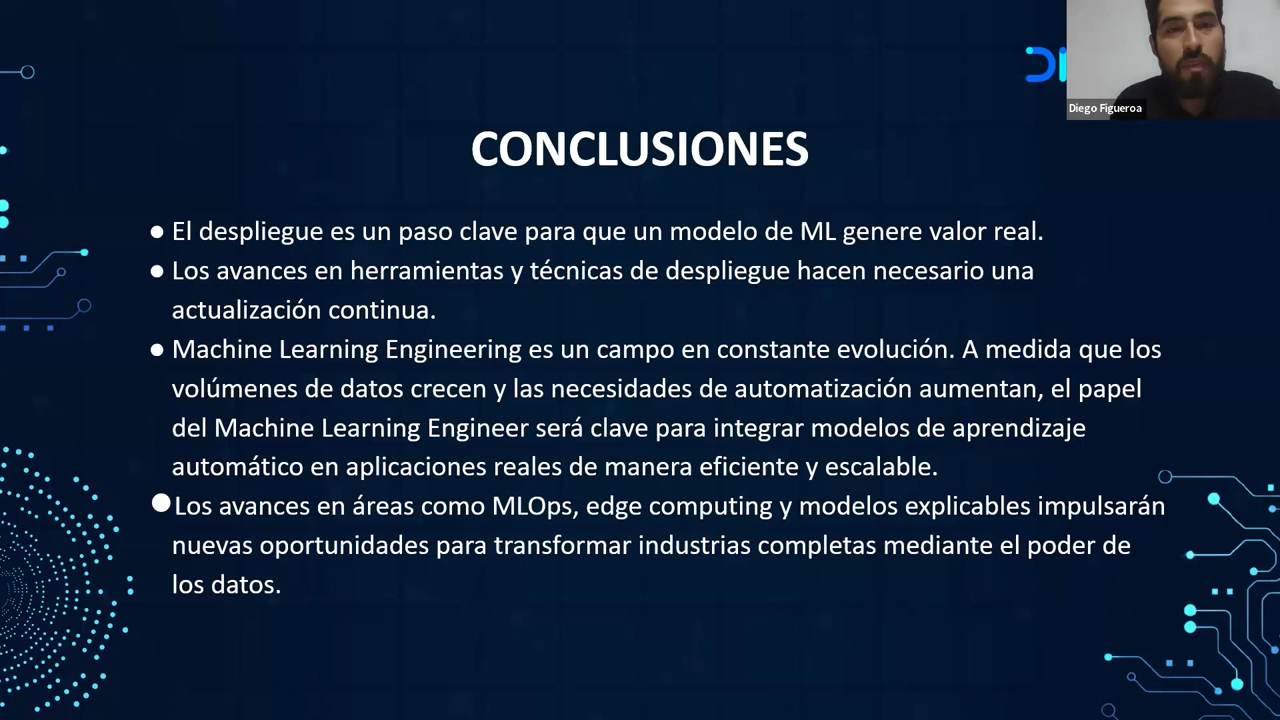 Diego Figueroa
CONCLUSIONES
● El despliegue es un paso clave para que un modelo de ML genere valor real.
● Los avances en herramientas y técnicas de despliegue hacen necesario una
actualización continua.
● Machine Learning Engineering es un campo en constante evolución. A medida que los
volúmenes de datos crecen y las necesidades de automatización aumentan, el papel
del Machine Learning Engineer será clave para integrar modelos de aprendizaje
automático en aplicaciones reales de manera eficiente y escalable.
●Los avances en áreas como MLOps, edge computing y modelos explicables impulsarán
nuevas oportunidades para transformar industrias completas mediante el poder de
los datos.